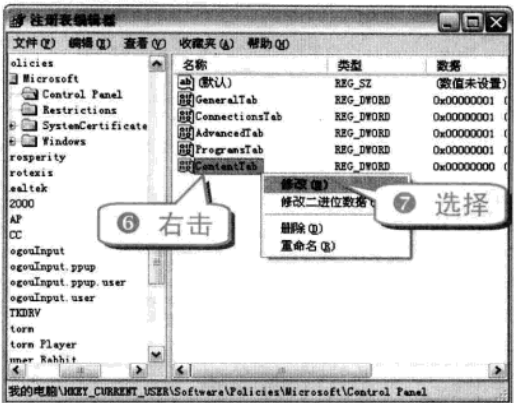 注册表编辑器
文件(F) 编辑(E) 查看(V) 收藏夹(A) 帮助(H)
olicies
Microsoft
Control Panel
Restrictions
SystemCertificate
Windows
rosperity
rotexis
ealtek
2000
AP
CC
ogouInput
ogouInput.ppup
ogouInput.ppup.user
ogouInput.user
TKDRV
torm
torm Player
uper Rabbit
名称 类型 数据
(默认) REG_SZ (数值未设置)
GeneralTab REG_DWORD 0x00000001 (
ConnectionsTab REG_DWORD 0x00000001 (
AdvancedTab REG_DWORD 0x00000001 (
ProgramsTab REG_DWORD 0x00000001 (
ContentTab REG_DWORD 0x00000000 (
修改(M)
修改二进位数据(
删除(D)
重命名(R)
6 右击
7 选择
我的电脑\HKEY_CURRENT_USER\Software\Policies\Microsoft\Control Panel